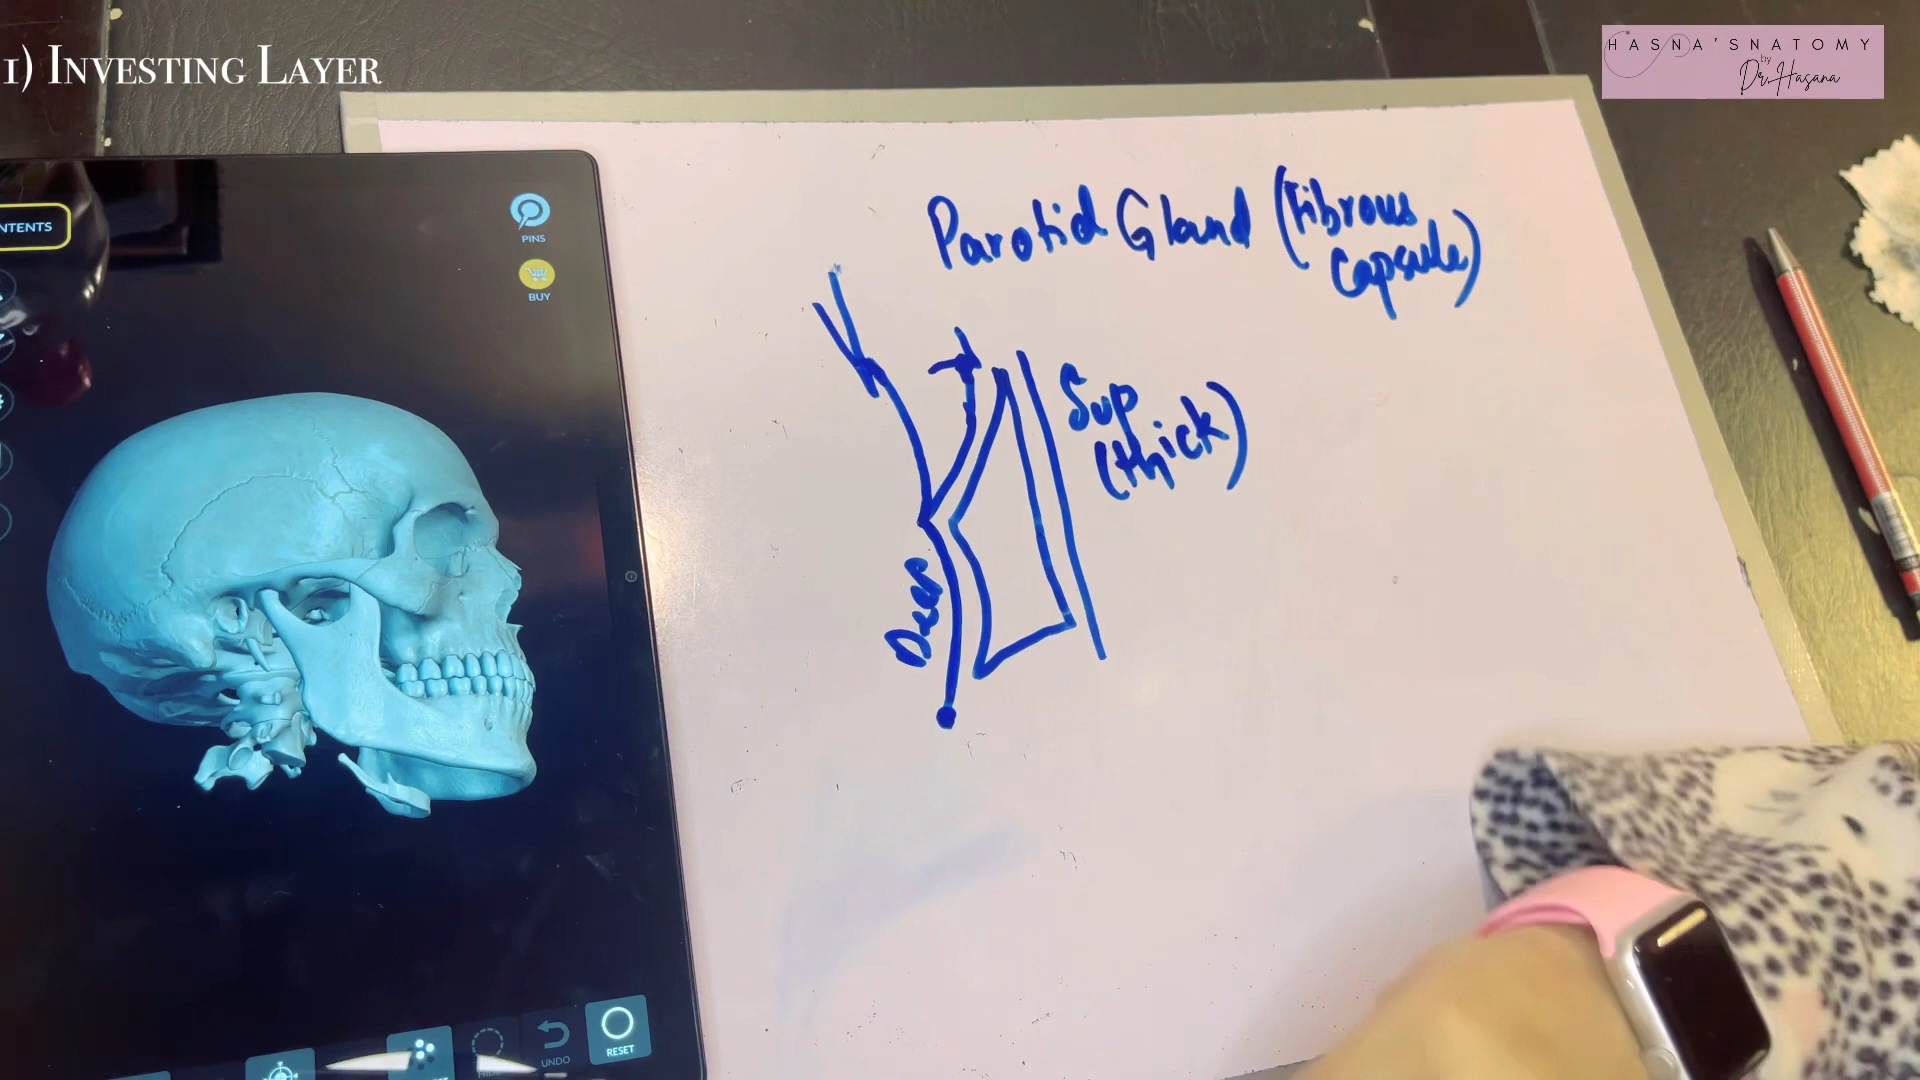 1) INVESTING LAYER
HASNA'SNATOMY
by
Dr.Hasana
NTENTS
PINS
BUY
Parotid Gland (Fibrous
capsule)
Sup
(thick)
Deep
UNDO
RESET